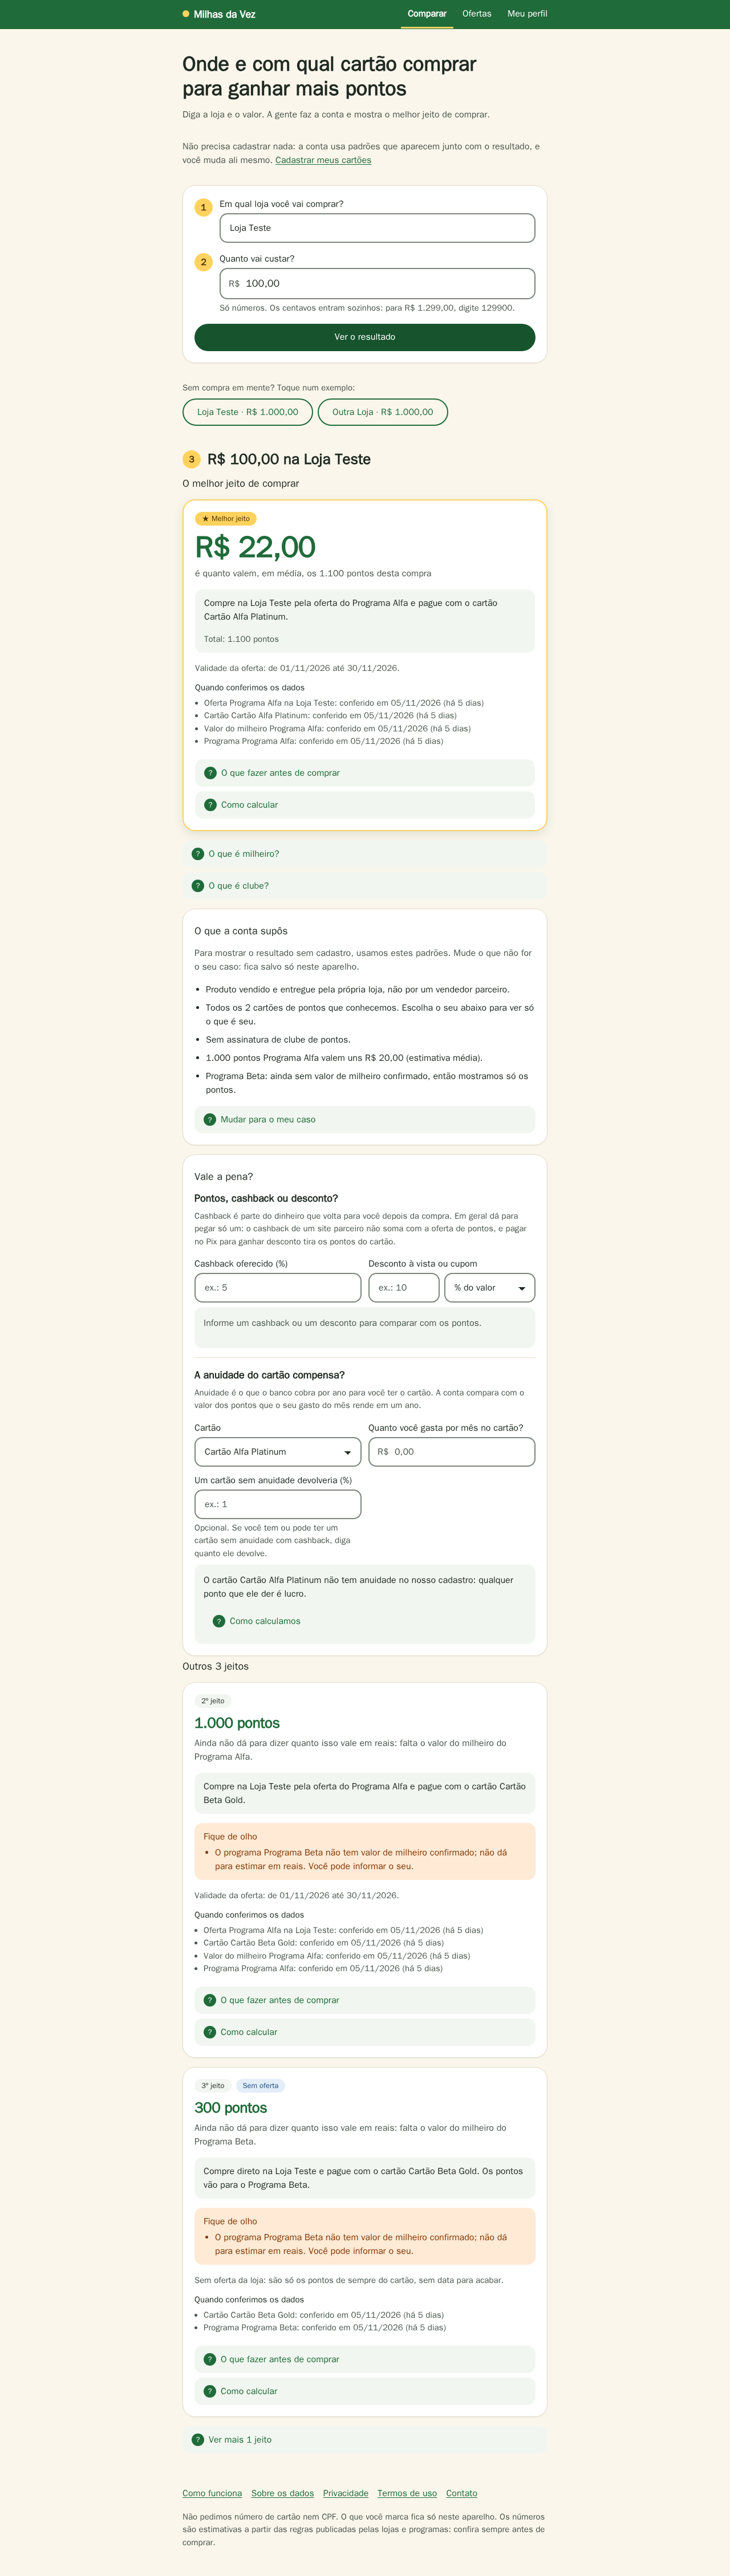 Milhas da Vez
Comparar Ofertas Meu perfil
Onde e com qual cartão comprar
para ganhar mais pontos
Diga a loja e o valor. A gente faz a conta e mostra o melhor jeito de comprar.
Não precisa cadastrar nada: a conta usa padrões que aparecem junto com o resultado, e
você muda ali mesmo. Cadastrar meus cartões
1 Em qual loja você vai comprar?
Loja Teste
2 Quanto vai custar?
R$ 100,00
Só números. Os centavos entram sozinhos: para R$ 1.299,00, digite 129900.
Ver o resultado
Sem compra em mente? Toque num exemplo:
Loja Teste · R$ 1.000,00 Outra Loja · R$ 1.000,00
3 R$ 100,00 na Loja Teste
O melhor jeito de comprar
★ Melhor jeito
R$ 22,00
é quanto valem, em média, os 1.100 pontos desta compra
Compre na Loja Teste pela oferta do Programa Alfa e pague com o cartão
Cartão Alfa Platinum.
Total: 1.100 pontos
Validade da oferta: de 01/11/2026 até 30/11/2026.
Quando conferimos os dados
• Oferta Programa Alfa na Loja Teste: conferido em 05/11/2026 (há 5 dias)
• Cartão Cartão Alfa Platinum: conferido em 05/11/2026 (há 5 dias)
• Valor do milheiro Programa Alfa: conferido em 05/11/2026 (há 5 dias)
• Programa Programa Alfa: conferido em 05/11/2026 (há 5 dias)
? O que fazer antes de comprar
? Como calcular
? O que é milheiro?
? O que é clube?
O que a conta supôs
Para mostrar o resultado sem cadastro, usamos estes padrões. Mude o que não for
o seu caso: fica salvo só neste aparelho.
• Produto vendido e entregue pela própria loja, não por um vendedor parceiro.
• Todos os 2 cartões de pontos que conhecemos. Escolha o seu abaixo para ver só
o que é seu.
• Sem assinatura de clube de pontos.
• 1.000 pontos Programa Alfa valem uns R$ 20,00 (estimativa média).
• Programa Beta: ainda sem valor de milheiro confirmado, então mostramos só os
pontos.
? Mudar para o meu caso
Vale a pena?
Pontos, cashback ou desconto?
Cashback é parte do dinheiro que volta para você depois da compra. Em geral dá para
pegar só um: o cashback de um site parceiro não soma com a oferta de pontos, e pagar
no Pix para ganhar desconto tira os pontos do cartão.
Cashback oferecido (%) Desconto à vista ou cupom
ex.: 5 ex.: 10 % do valor
Informe um cashback ou um desconto para comparar com os pontos.
A anuidade do cartão compensa?
Anuidade é o que o banco cobra por ano para você ter o cartão. A conta compara com o
valor dos pontos que o seu gasto do mês rende em um ano.
Cartão Quanto você gasta por mês no cartão?
Cartão Alfa Platinum R$ 0,00
Um cartão sem anuidade devolveria (%)
ex.: 1
Opcional. Se você tem ou pode ter um
cartão sem anuidade com cashback, diga
quanto ele devolve.
O cartão Cartão Alfa Platinum não tem anuidade no nosso cadastro: qualquer
ponto que ele der é lucro.
? Como calculamos
Outros 3 jeitos
2º jeito
1.000 pontos
Ainda não dá para dizer quanto isso vale em reais: falta o valor do milheiro do
Programa Alfa.
Compre na Loja Teste pela oferta do Programa Alfa e pague com o cartão Cartão
Beta Gold.
Fique de olho
• O programa Programa Beta não tem valor de milheiro confirmado; não dá
para estimar em reais. Você pode informar o seu.
Validade da oferta: de 01/11/2026 até 30/11/2026.
Quando conferimos os dados
• Oferta Programa Alfa na Loja Teste: conferido em 05/11/2026 (há 5 dias)
• Cartão Cartão Beta Gold: conferido em 05/11/2026 (há 5 dias)
• Valor do milheiro Programa Alfa: conferido em 05/11/2026 (há 5 dias)
• Programa Programa Alfa: conferido em 05/11/2026 (há 5 dias)
? O que fazer antes de comprar
? Como calcular
3º jeito Sem oferta
300 pontos
Ainda não dá para dizer quanto isso vale em reais: falta o valor do milheiro do
Programa Beta.
Compre direto na Loja Teste e pague com o cartão Cartão Beta Gold. Os pontos
vão para o Programa Beta.
Fique de olho
• O programa Programa Beta não tem valor de milheiro confirmado; não dá
para estimar em reais. Você pode informar o seu.
Sem oferta da loja: são só os pontos de sempre do cartão, sem data para acabar.
Quando conferimos os dados
• Cartão Cartão Beta Gold: conferido em 05/11/2026 (há 5 dias)
• Programa Programa Beta: conferido em 05/11/2026 (há 5 dias)
? O que fazer antes de comprar
? Como calcular
? Ver mais 1 jeito
Como funciona Sobre os dados Privacidade Termos de uso Contato
Não pedimos número de cartão nem CPF. O que você marca fica só neste aparelho. Os números
são estimativas a partir das regras publicadas pelas lojas e programas: confira sempre antes de
comprar.